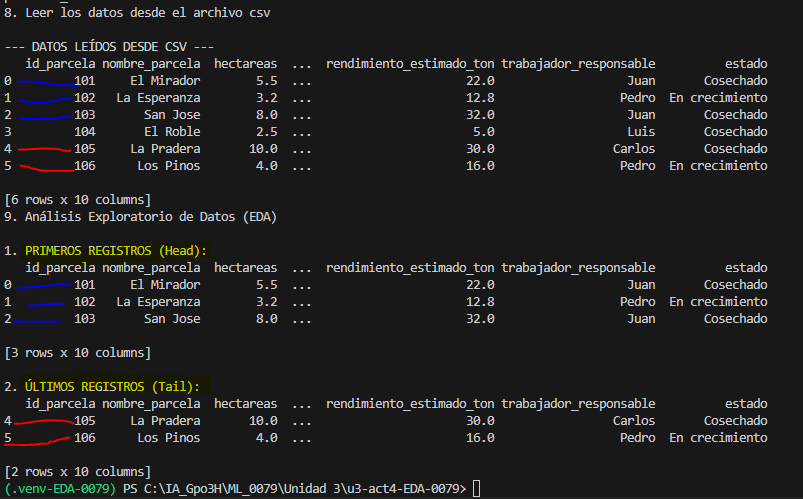 8. Leer los datos desde el archivo csv
--- DATOS LEÍDOS DESDE CSV ---
id_parcela nombre_parcela hectareas ... rendimiento_estimado_ton trabajador_responsable estado
0 101 El Mirador 5.5 ... 22.0 Juan Cosechado
1 102 La Esperanza 3.2 ... 12.8 Pedro En crecimiento
2 103 San Jose 8.0 ... 32.0 Juan Cosechado
3 104 El Roble 2.5 ... 5.0 Luis Cosechado
4 105 La Pradera 10.0 ... 30.0 Carlos Cosechado
5 106 Los Pinos 4.0 ... 16.0 Pedro En crecimiento
[6 rows x 10 columns]
9. Análisis Exploratorio de Datos (EDA)
1. PRIMEROS REGISTROS (Head):
id_parcela nombre_parcela hectareas ... rendimiento_estimado_ton trabajador_responsable estado
0 101 El Mirador 5.5 ... 22.0 Juan Cosechado
1 102 La Esperanza 3.2 ... 12.8 Pedro En crecimiento
2 103 San Jose 8.0 ... 32.0 Juan Cosechado
[3 rows x 10 columns]
2. ÚLTIMOS REGISTROS (Tail):
id_parcela nombre_parcela hectareas ... rendimiento_estimado_ton trabajador_responsable estado
4 105 La Pradera 10.0 ... 30.0 Carlos Cosechado
5 106 Los Pinos 4.0 ... 16.0 Pedro En crecimiento
[2 rows x 10 columns]
(.venv-EDA-0079) PS C:\IA_Gpo3H\ML_0079\Unidad 3\u3-act4-EDA-0079>